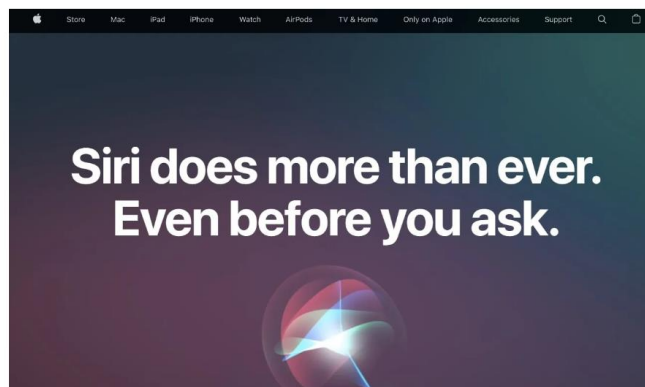 Store Mac iPad iPhone Watch AirPods TV & Home Only on Apple Accessories Support
Siri does more than ever.
Even before you ask.